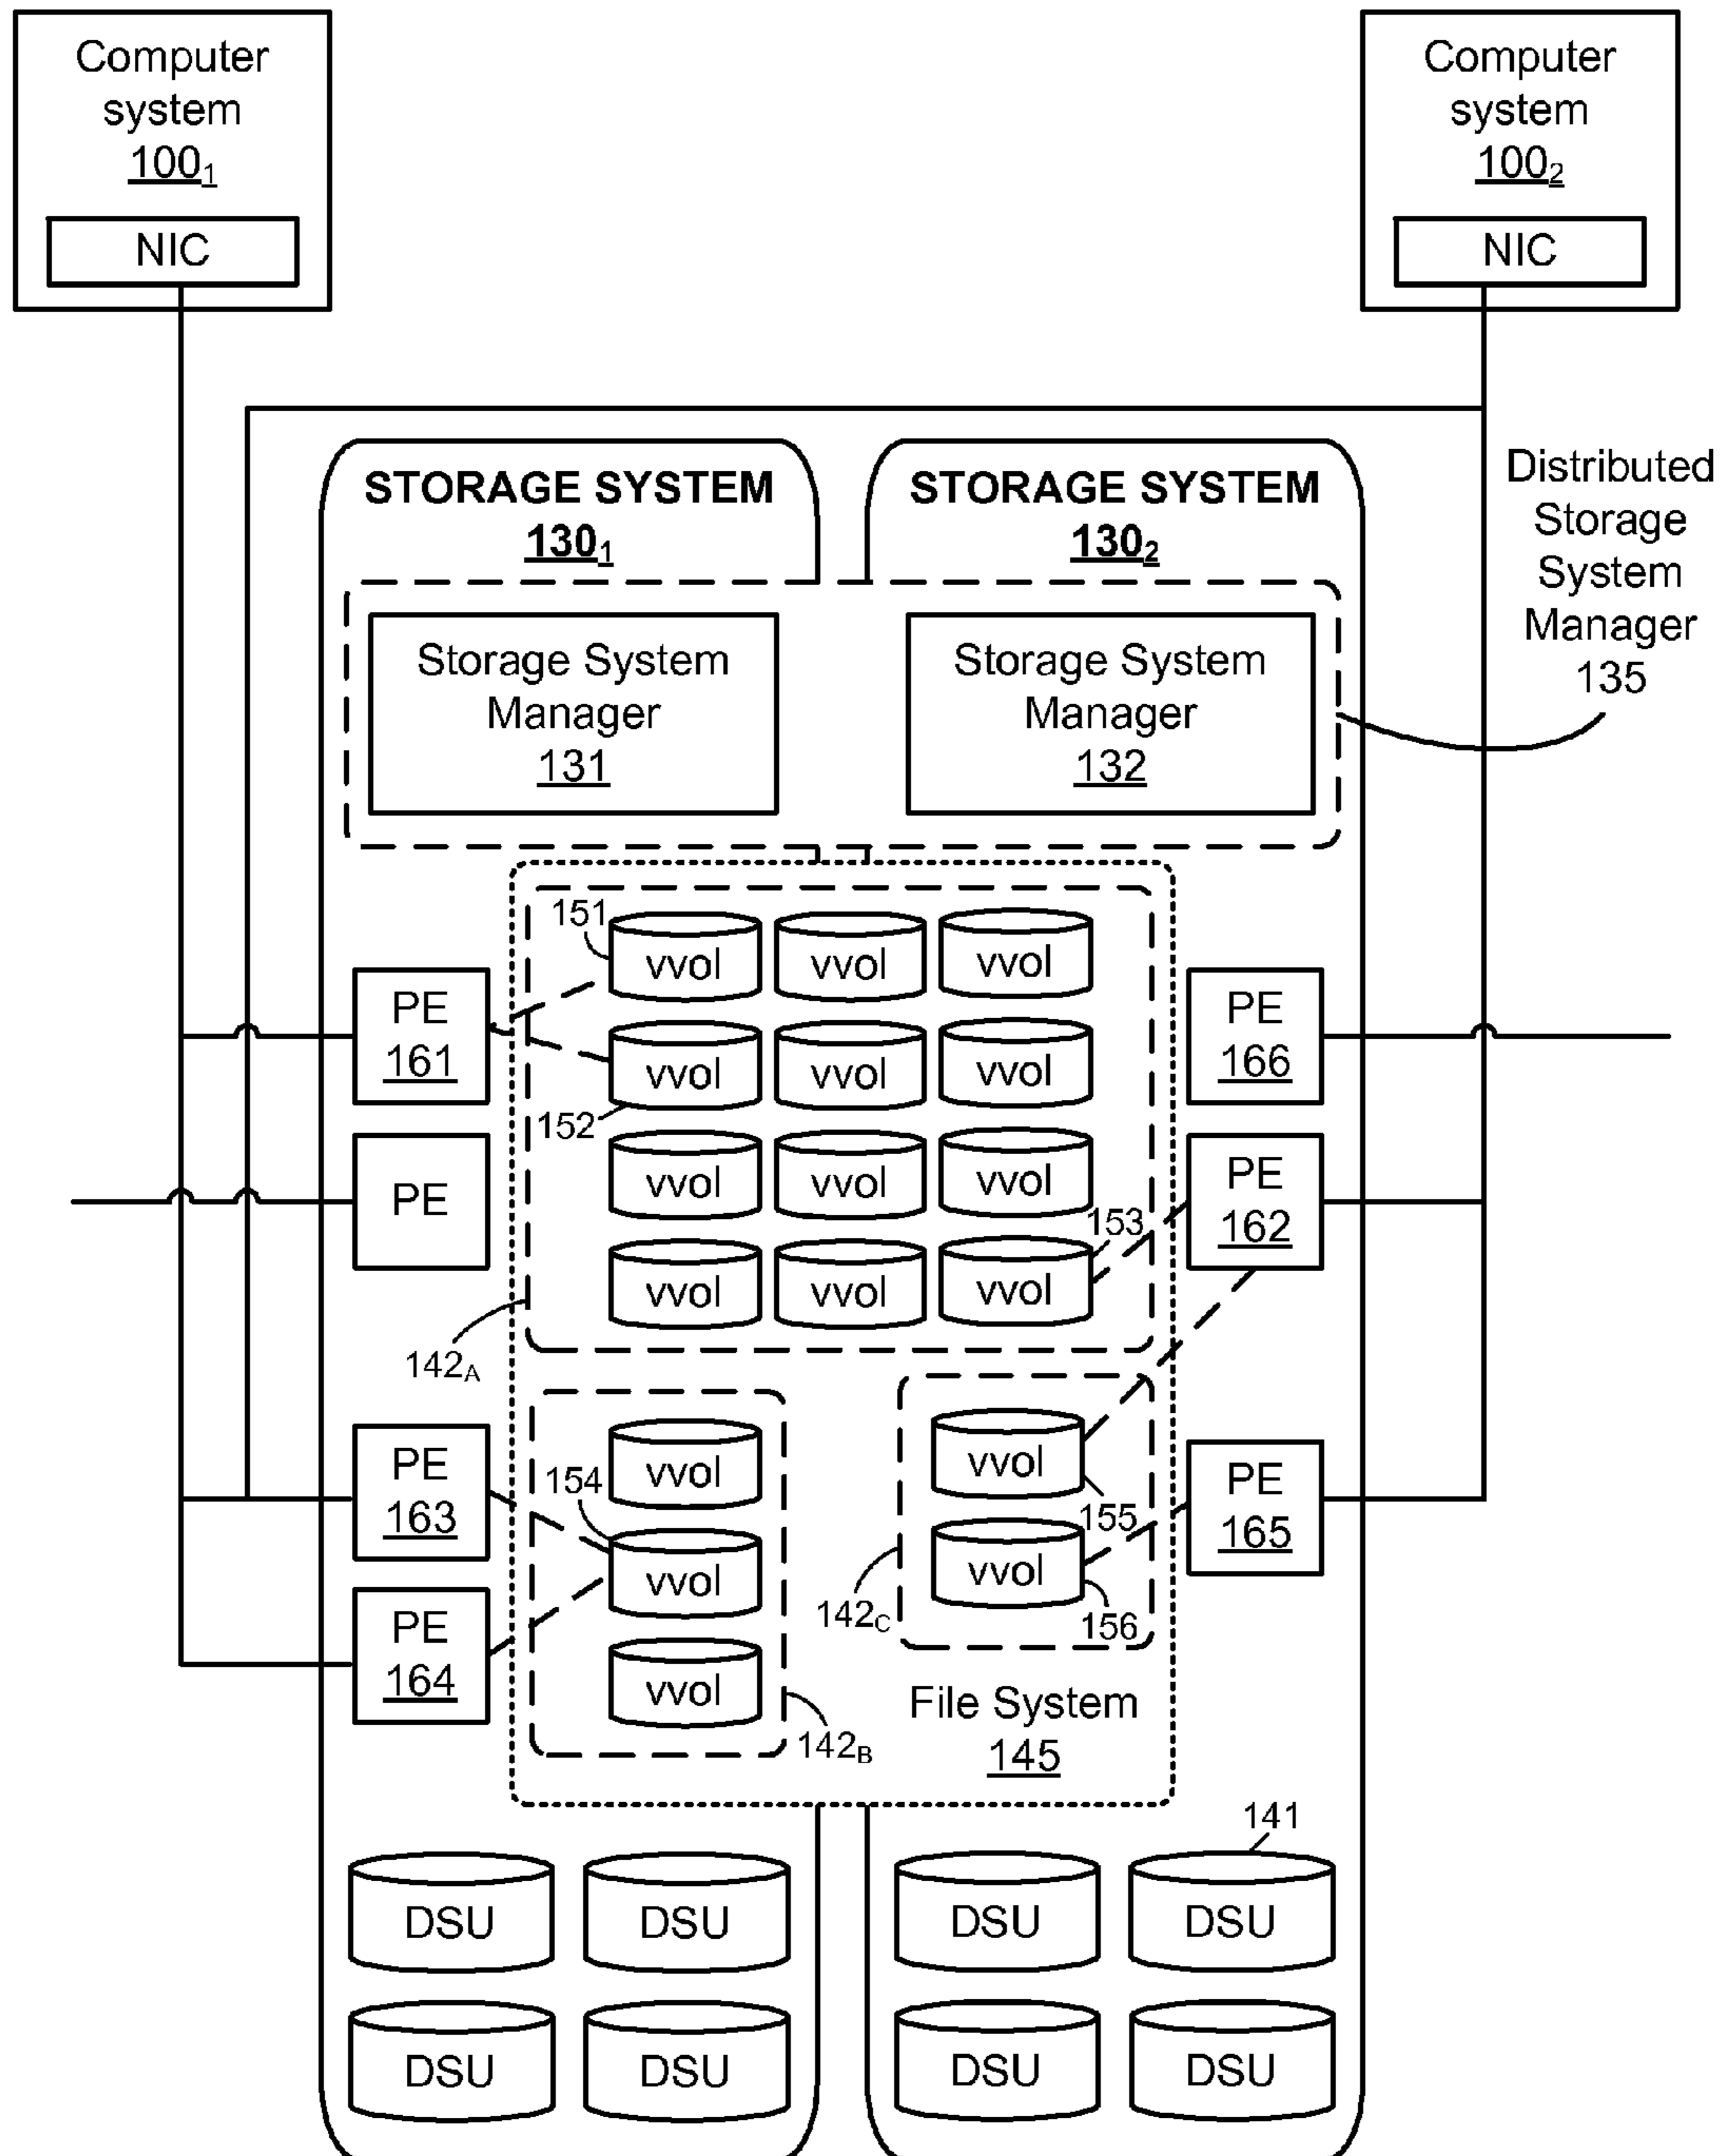 Computer
system
100₁
NIC
Computer
system
100₂
NIC
Distributed
Storage
System
Manager
135
STORAGE SYSTEM
130₁
STORAGE SYSTEM
130₂
Storage System
Manager
131
Storage System
Manager
132
151
vvol vvol vvol
PE
161
PE
166
vvol vvol vvol
152
PE
vvol vvol vvol
PE
162
153
vvol vvol vvol
142A
PE
163
vvol
vvol
155
PE
165
154
vvol
vvol
156
142C
PE
164
vvol
142B
File System
145
141
DSU DSU DSU DSU
DSU DSU DSU DSU